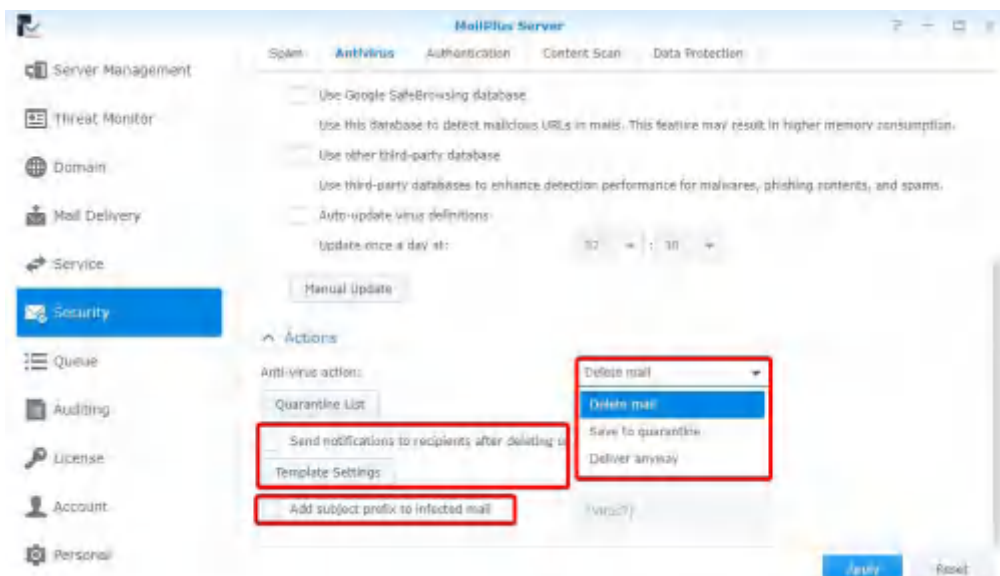 MailPlus Server
Spam Antivirus Authentication Content Scan Data Protection
Server Management
Threat Monitor
Domain
Mail Delivery
Service
Security
Queue
Auditing
License
Account
Personal
Use Google SafeBrowsing database
Use this database to detect malicious URLs in mails. This feature may result in higher memory consumption.
Use other third-party database
Use third-party databases to enhance detection performance for malwares, phishing contents, and spams.
Auto-update virus definitions
Update once a day at:
Manual Update
Actions
Anti-virus action: Delete mail
Quarantine List
Delete mail
Save to quarantine
Deliver anyway
Send notifications to recipients after deleting
Template Settings
Add subject prefix to infected mail
Apply Reset